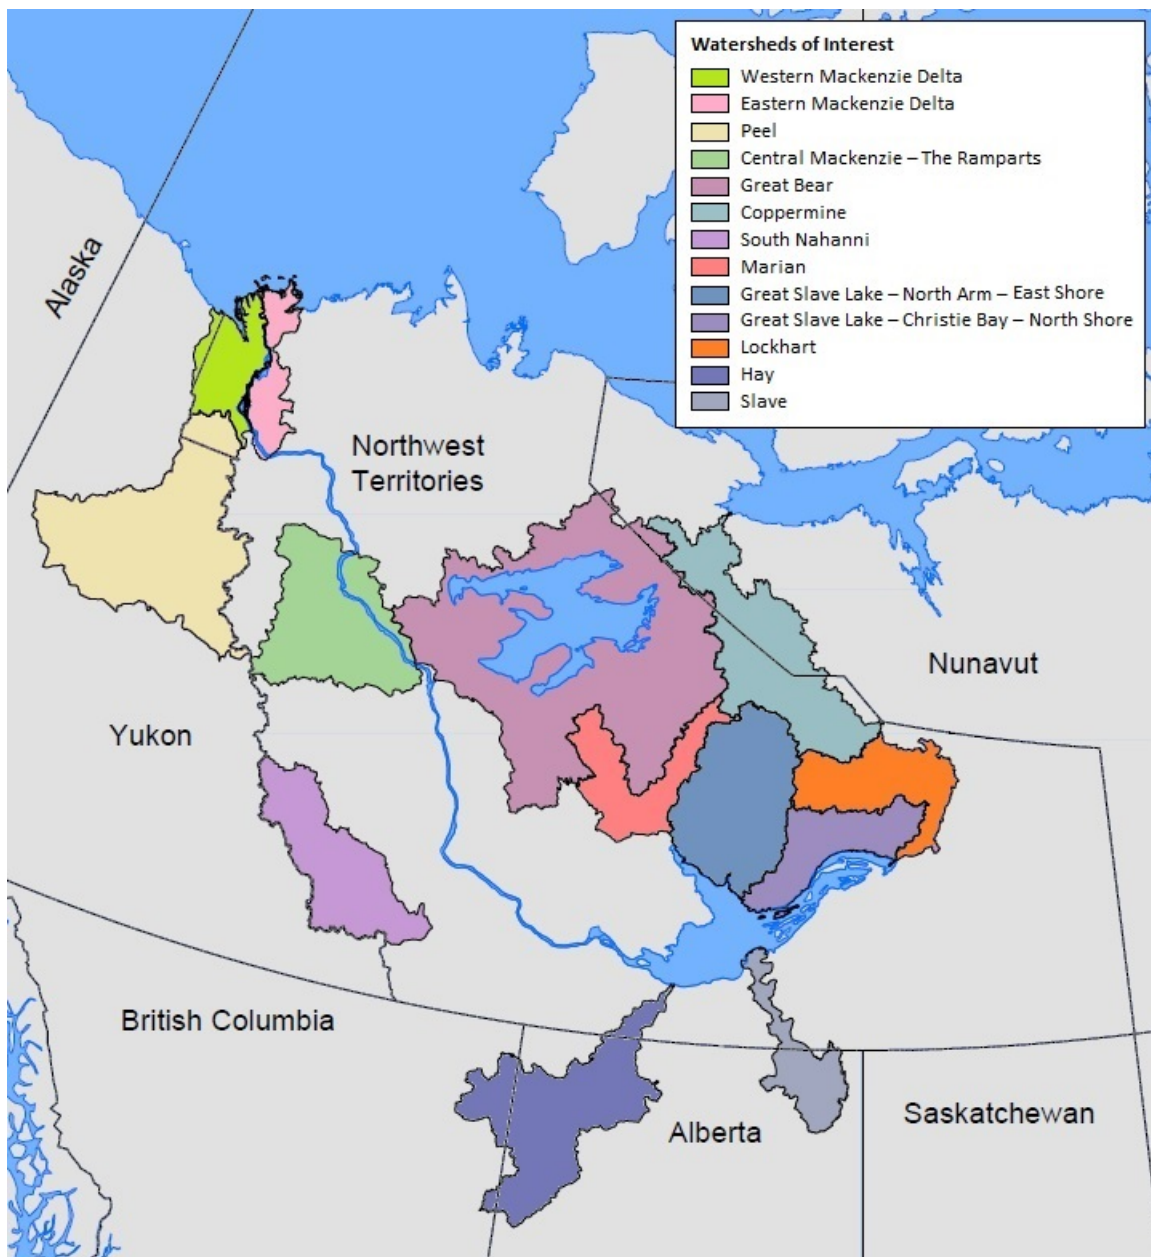 Watersheds of Interest
Western Mackenzie Delta
Eastern Mackenzie Delta
Peel
Central Mackenzie – The Ramparts
Great Bear
Coppermine
South Nahanni
Marian
Great Slave Lake – North Arm – East Shore
Great Slave Lake – Christie Bay – North Shore
Lockhart
Hay
Slave
Alaska
Northwest
Territories
Nunavut
Yukon
British Columbia
Alberta
Saskatchewan